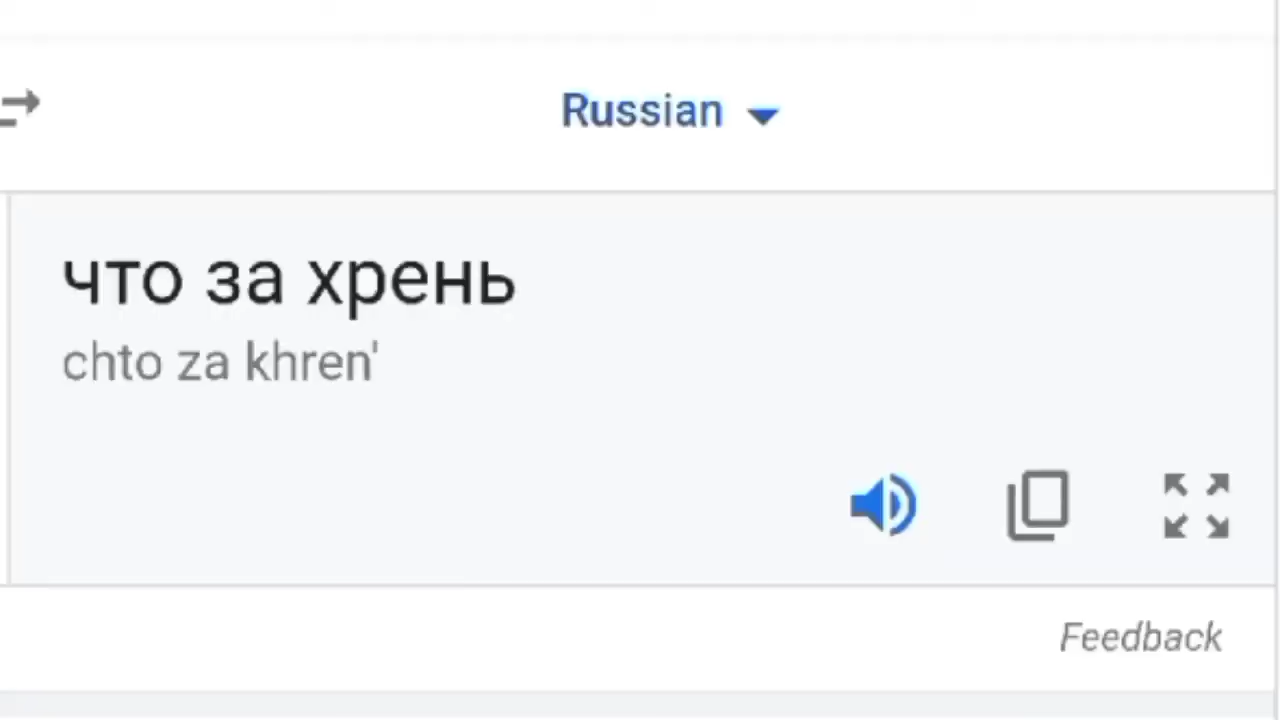 Russian
что за хрень
chto za khren'
Feedback